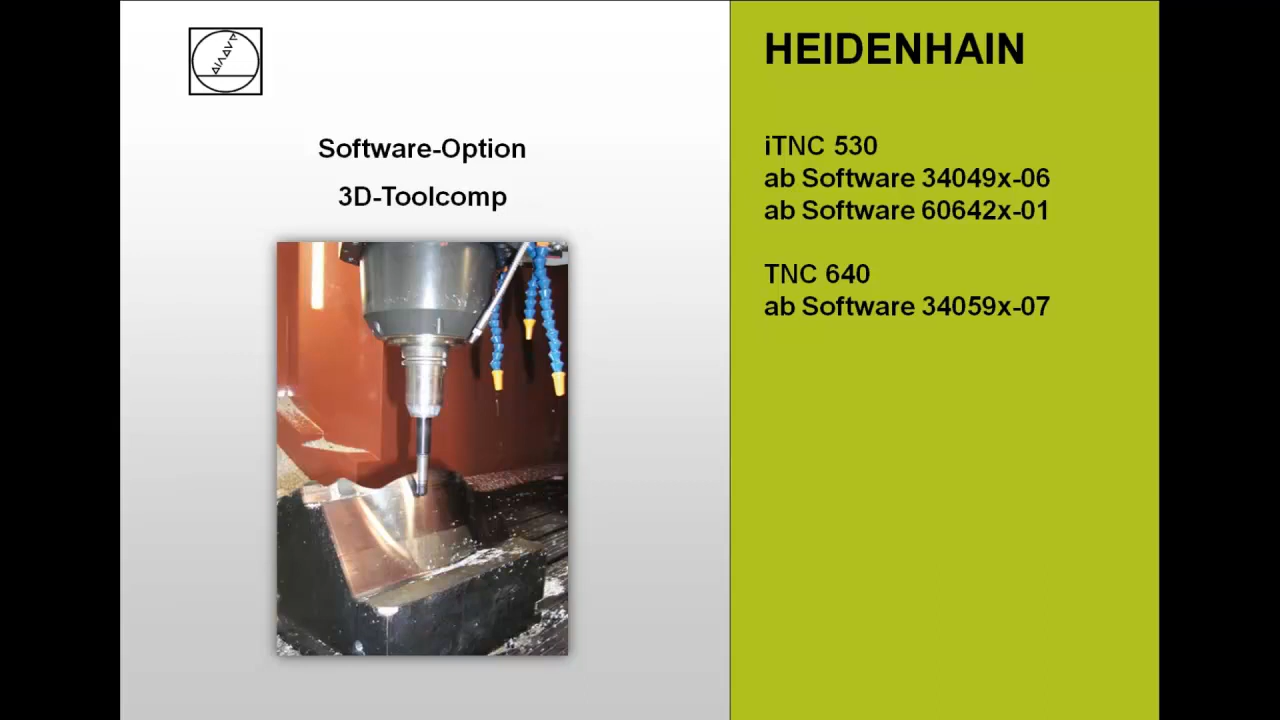 Software-Option
3D-Toolcomp
HEIDENHAIN
iTNC 530
ab Software 34049x-06
ab Software 60642x-01
TNC 640
ab Software 34059x-07